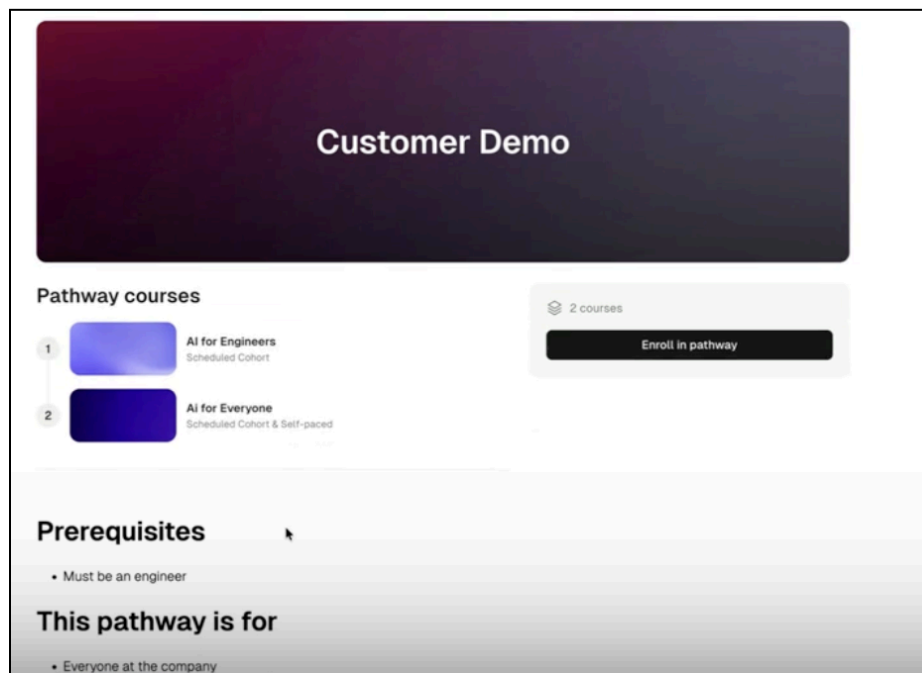 Customer Demo
Pathway courses
1
AI for Engineers
Scheduled Cohort
2
Ai for Everyone
Scheduled Cohort & Self-paced
2 courses
Enroll in pathway
Prerequisites
• Must be an engineer
This pathway is for
• Everyone at the company